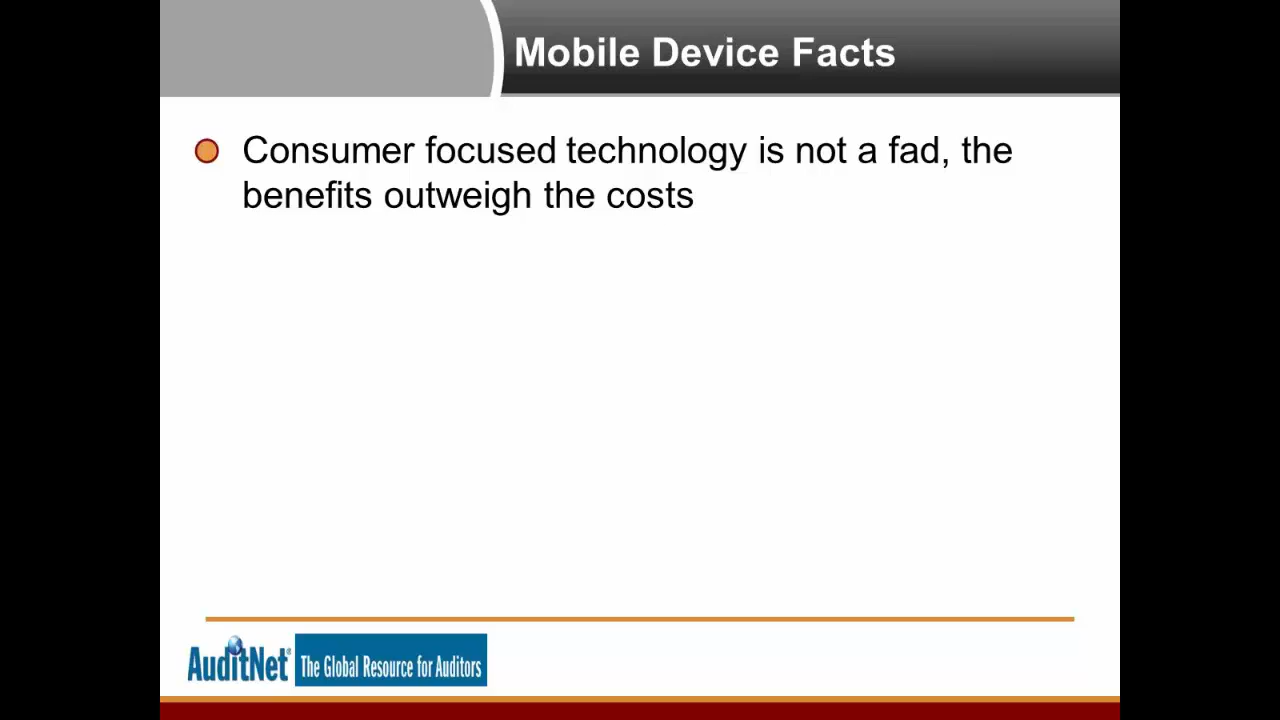 Mobile Device Facts
Consumer focused technology is not a fad, the
benefits outweigh the costs
AuditNet® The Global Resource for Auditors